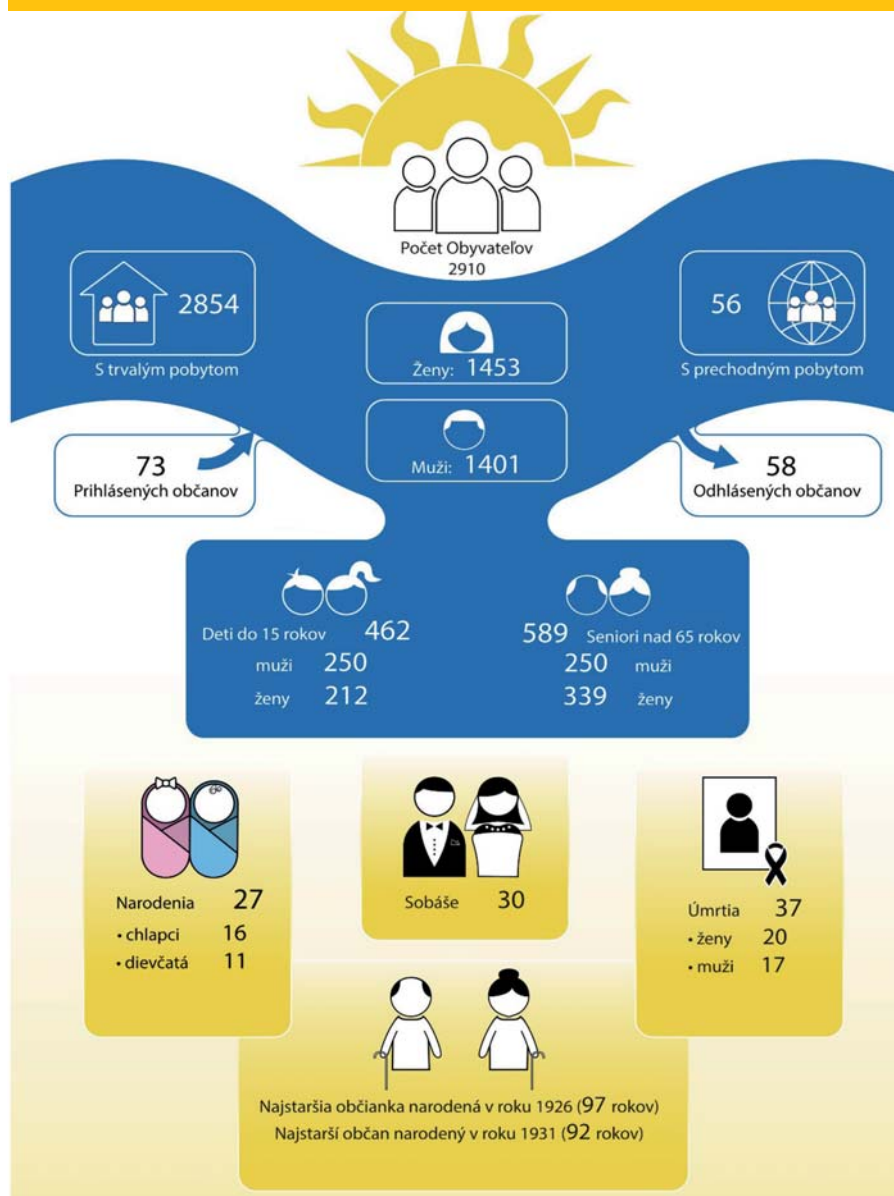 Počet Obyvateľov
2910
2854
S trvalým pobytom
Ženy: 1453
Muži: 1401
56
S prechodným pobytom
73
Prihlásených občanov
58
Odhlásených občanov
Deti do 15 rokov 462
muži 250
ženy 212
589 Seniori nad 65 rokov
250 muži
339 ženy
Narodenia 27
• chlapci 16
• dievčatá 11
Sobáše 30
Úmrtia 37
• ženy 20
• muži 17
Najstaršia občianka narodená v roku 1926 (97 rokov)
Najstarší občan narodený v roku 1931 (92 rokov)